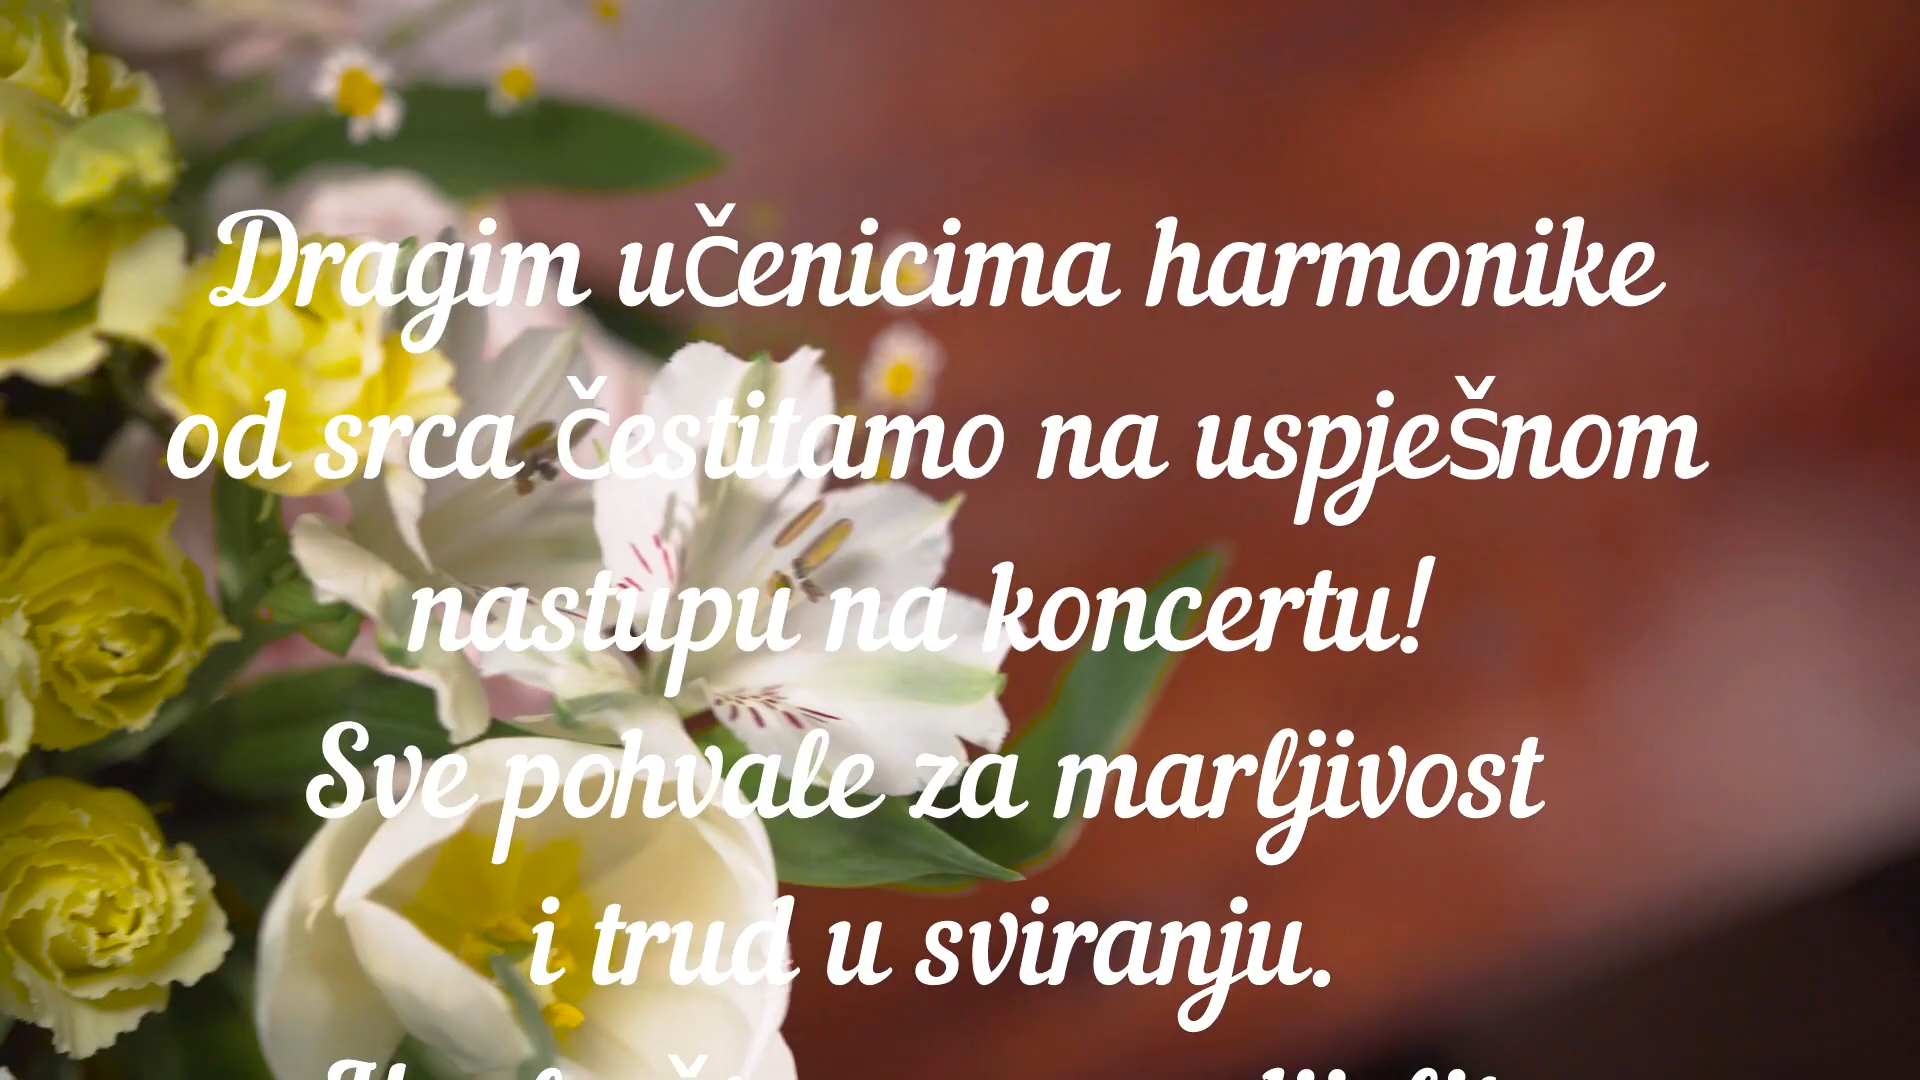 Dragim učenicima harmonike
od srca čestitamo na uspješnom
nastupu na koncertu!
Sve pohvale za marljivost
i trud u sviranju.